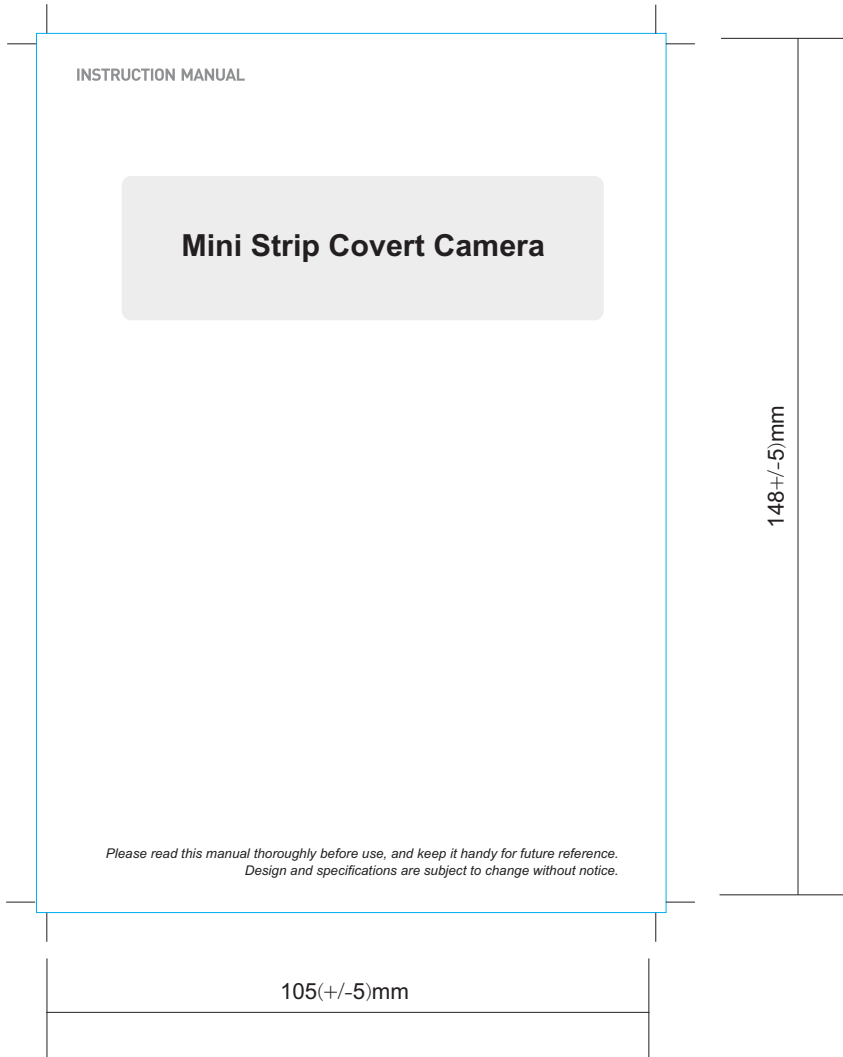 INSTRUCTION MANUAL
Mini Strip Covert Camera
148+/-5)mm
Please read this manual thoroughly before use, and keep it handy for future reference.
Design and specifications are subject to change without notice.
105(+/-5)mm